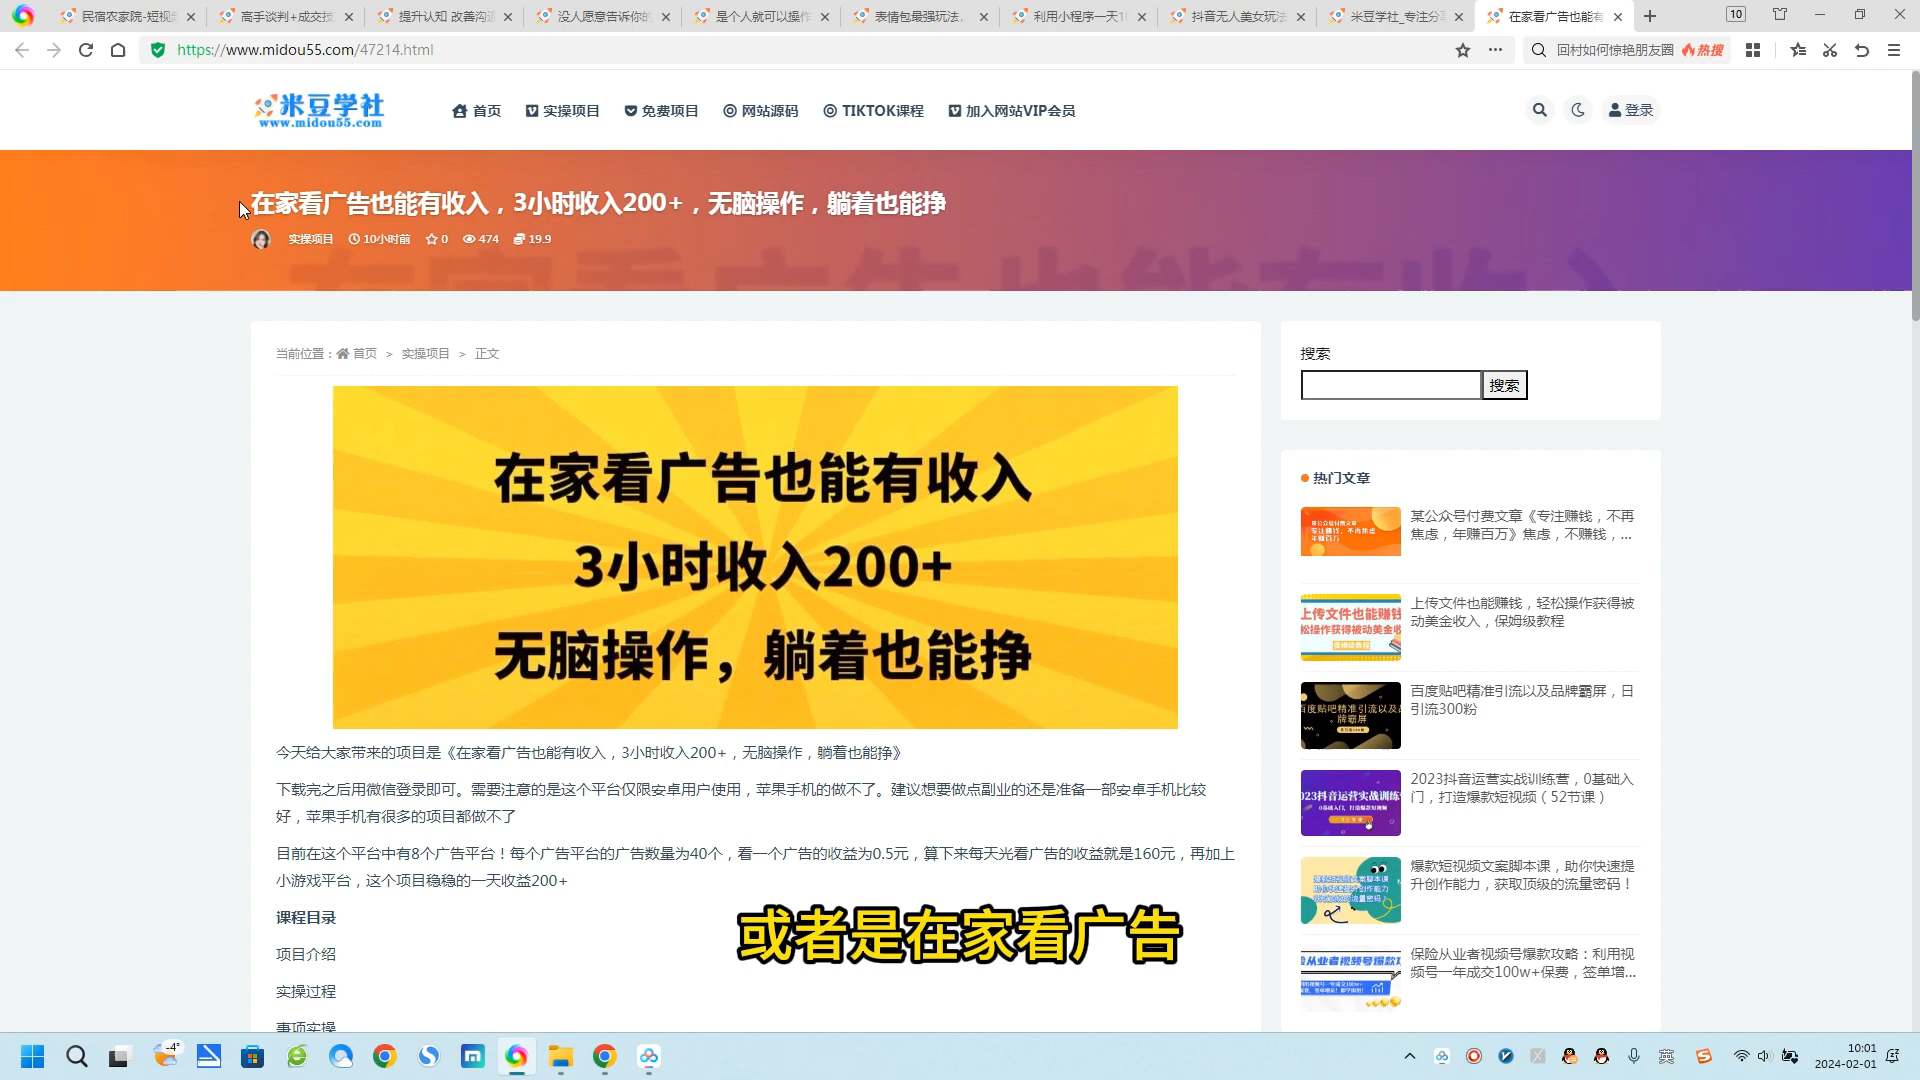 民宿农家院-短视
高手谈判+成交技
提升认知 改善沟
没人愿意告诉你的
是个人就可以操作
表情包最强玩法,
利用小程序一天10
抖音无人美女玩法
米豆学社_专注分享
在家看广告也能有
10
https://www.midou55.com/47214.html
回村如何惊艳朋友圈
热搜
米豆学社
www.midou55.com
首页
实操项目
免费项目
网站源码
TIKTOK课程
加入网站VIP会员
登录
在家看广告也能有收入，3小时收入200+，无脑操作，躺着也能挣
实操项目
10小时前
0
474
19.9
当前位置：首页 > 实操项目 > 正文
在家看广告也能有收入
3小时收入200+
无脑操作，躺着也能挣
今天给大家带来的项目是《在家看广告也能有收入，3小时收入200+，无脑操作，躺着也能挣》
下载完之后用微信登录即可。需要注意的是这个平台仅限安卓用户使用，苹果手机的做不了。建议想要做点副业的还是准备一部安卓手机比较
好，苹果手机有很多的项目都做不了
目前在这个平台中有8个广告平台！每个广告平台的广告数量为40个，看一个广告的收益为0.5元，算下来每天光看广告的收益就是160元，再加上
小游戏平台，这个项目稳稳的一天收益200+
课程目录
项目介绍
实操过程
事项实操
或者是在家看广告
搜索
搜索
热门文章
某公众号付费文章《专注赚钱，不再
焦虑，年赚百万》焦虑，不赚钱，...
上传文件也能赚钱，轻松操作获得被
动美金收入，保姆级教程
百度贴吧精准引流以及品牌霸屏，日
引流300粉
2023抖音运营实战训练营，0基础入
门，打造爆款短视频（52节课）
爆款短视频文案脚本课，助你快速提
升创作能力，获取顶级的流量密码！
保险从业者视频号爆款攻略：利用视
频号一年成交100w+保费，签单增...
-4°
英
10:01
2024-02-01